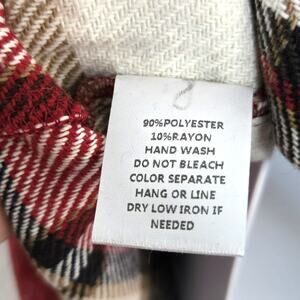 90%POLYESTER
10%RAYON
HAND WASH
DO NOT BLEACH
COLOR SEPARATE
HANG OR LINE
DRY LOW IRON IF
NEEDED